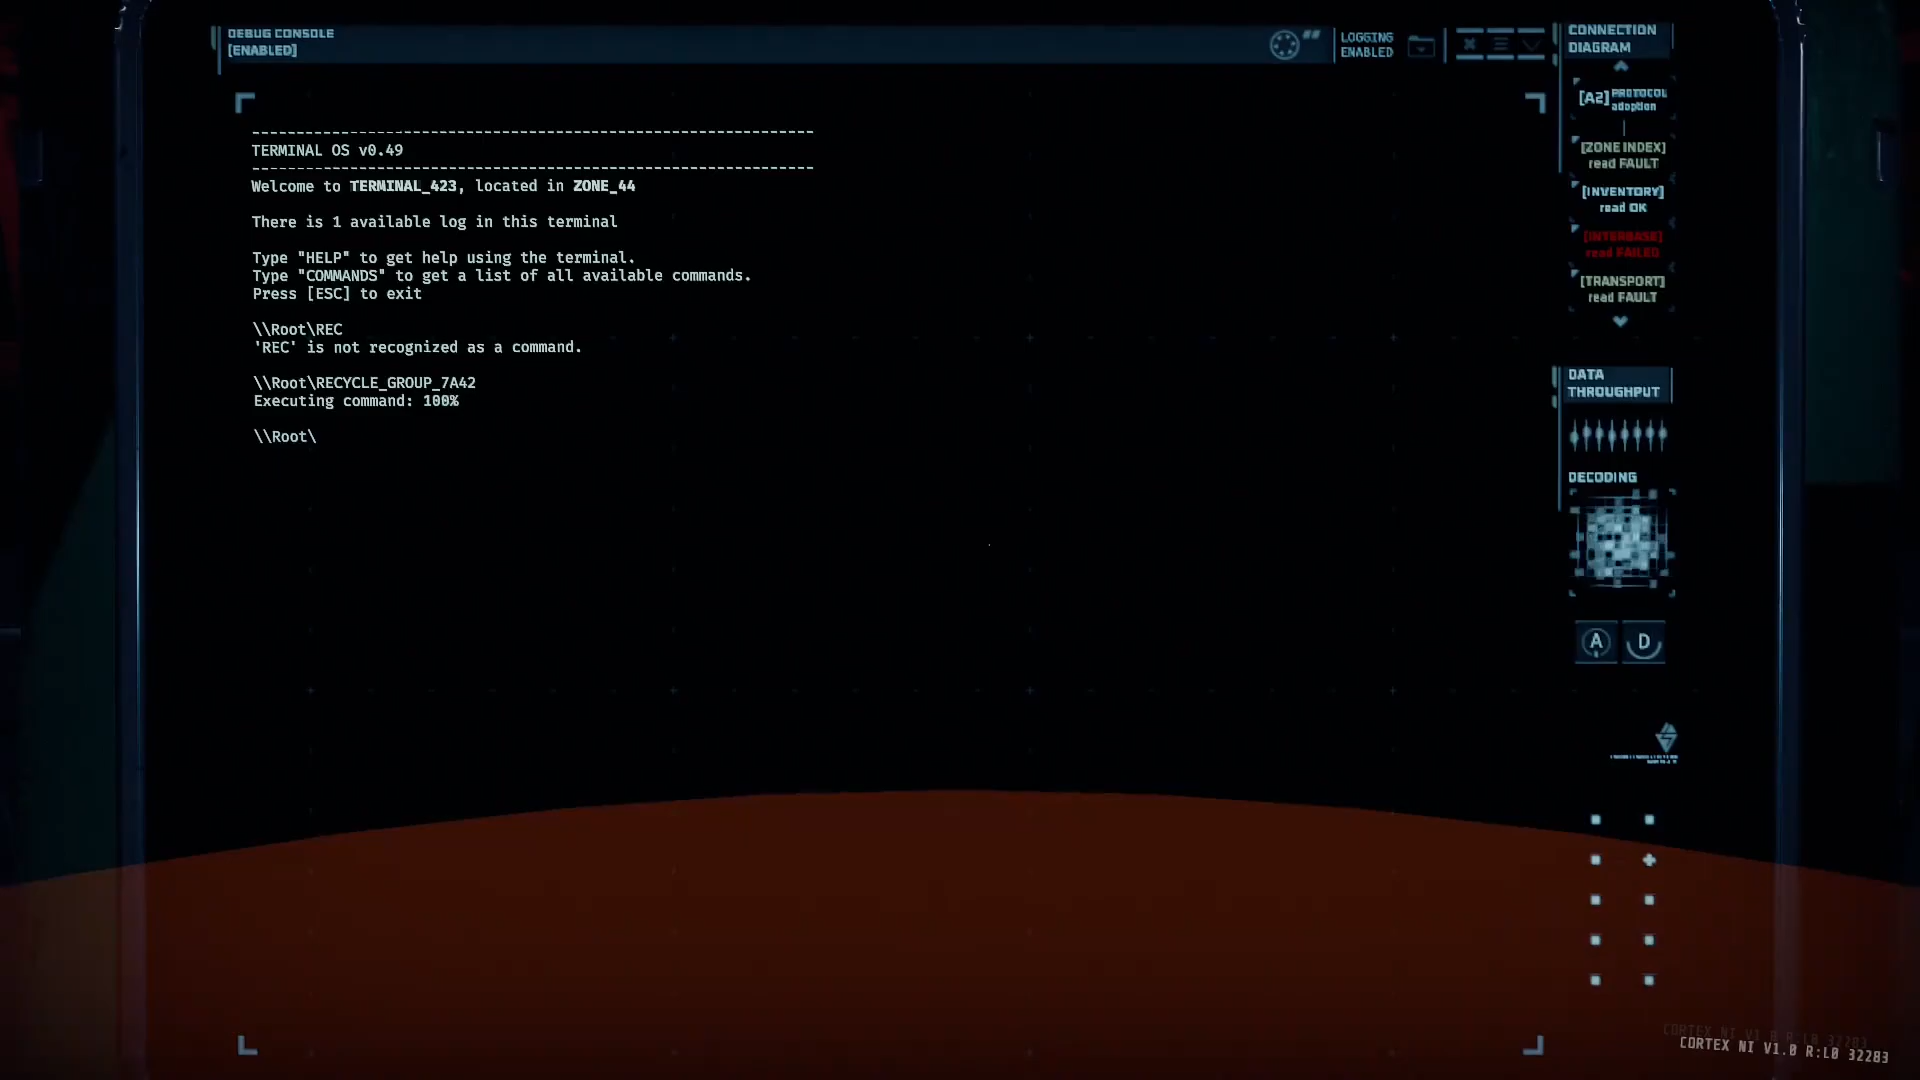 DEBUG CONSOLE
[ENABLED]
LOGGING
ENABLED
------------------------------------------------------------------
TERMINAL OS v0.49
------------------------------------------------------------------
Welcome to TERMINAL_423, located in ZONE_44
There is 1 available log in this terminal
Type "HELP" to get help using the terminal.
Type "COMMANDS" to get a list of all available commands.
Press [ESC] to exit
\\Root\REC
'REC' is not recognized as a command.
\\Root\RECYCLE_GROUP_7A42
Executing command: 100%
\\Root\
CONNECTION
DIAGRAM
[A2] PROTOCOL
adoption
[ZONE INDEX]
read FAULT
[INVENTORY]
read OK
[INTERBASE]
read FAILED
[TRANSPORT]
read FAULT
DATA
THROUGHPUT
DECODING
A D
CORTEX NI V1.0 R:L0 32283